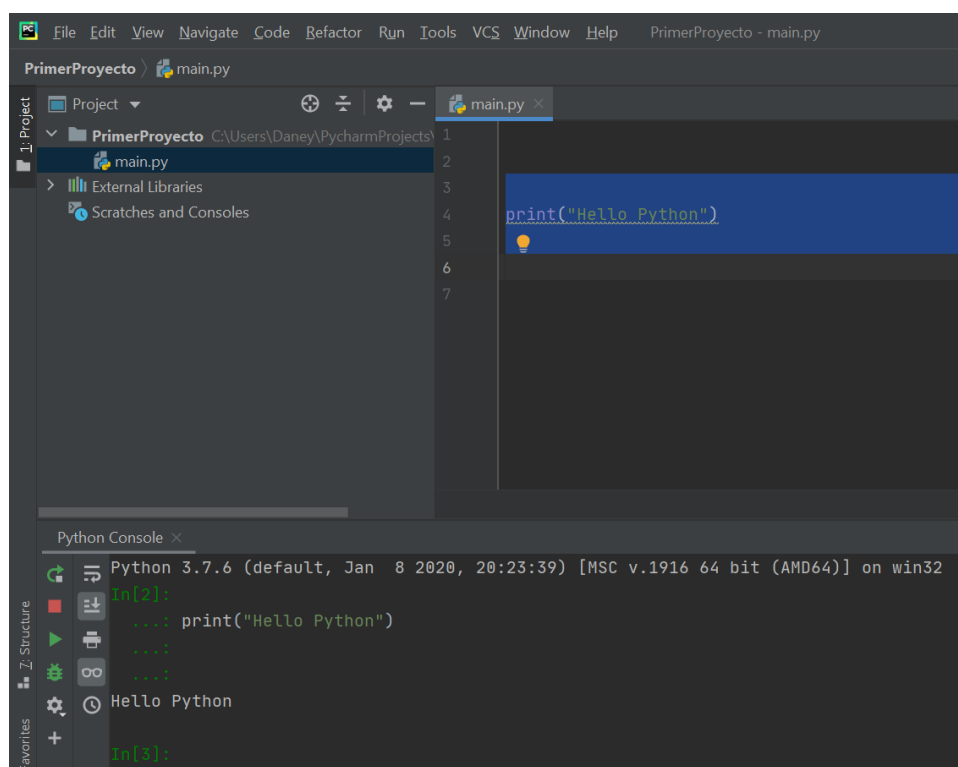 PC File Edit View Navigate Code Refactor Run Tools VCS Window Help PrimerProyecto - main.py
PrimerProyecto main.py
1: Project
Project
main.py
PrimerProyecto C:\Users\Daney\PycharmProjects\
main.py
External Libraries
Scratches and Consoles
1
2
3
4 print("Hello Python")
5
6
7
Python Console
Python 3.7.6 (default, Jan 8 2020, 20:23:39) [MSC v.1916 64 bit (AMD64)] on win32
In[2]:
...: print("Hello Python")
...:
...:
Hello Python
In[3]:
Z: Structure
Favorites